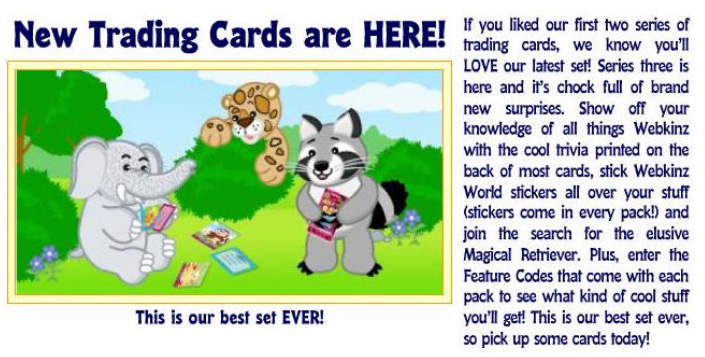 New Trading Cards are HERE!
This is our best set EVER!
If you liked our first two series of
trading cards, we know you'll
LOVE our latest set! Series three is
here and it's chock full of brand
new surprises. Show off your
knowledge of all things Webkinz
with the cool trivia printed on the
back of most cards, stick Webkinz
World stickers all over your stuff
(stickers come in every pack!) and
join the search for the elusive
Magical Retriever. Plus, enter the
Feature Codes that come with each
pack to see what kind of cool stuff
you'll get! This is our best set ever,
so pick up some cards today!